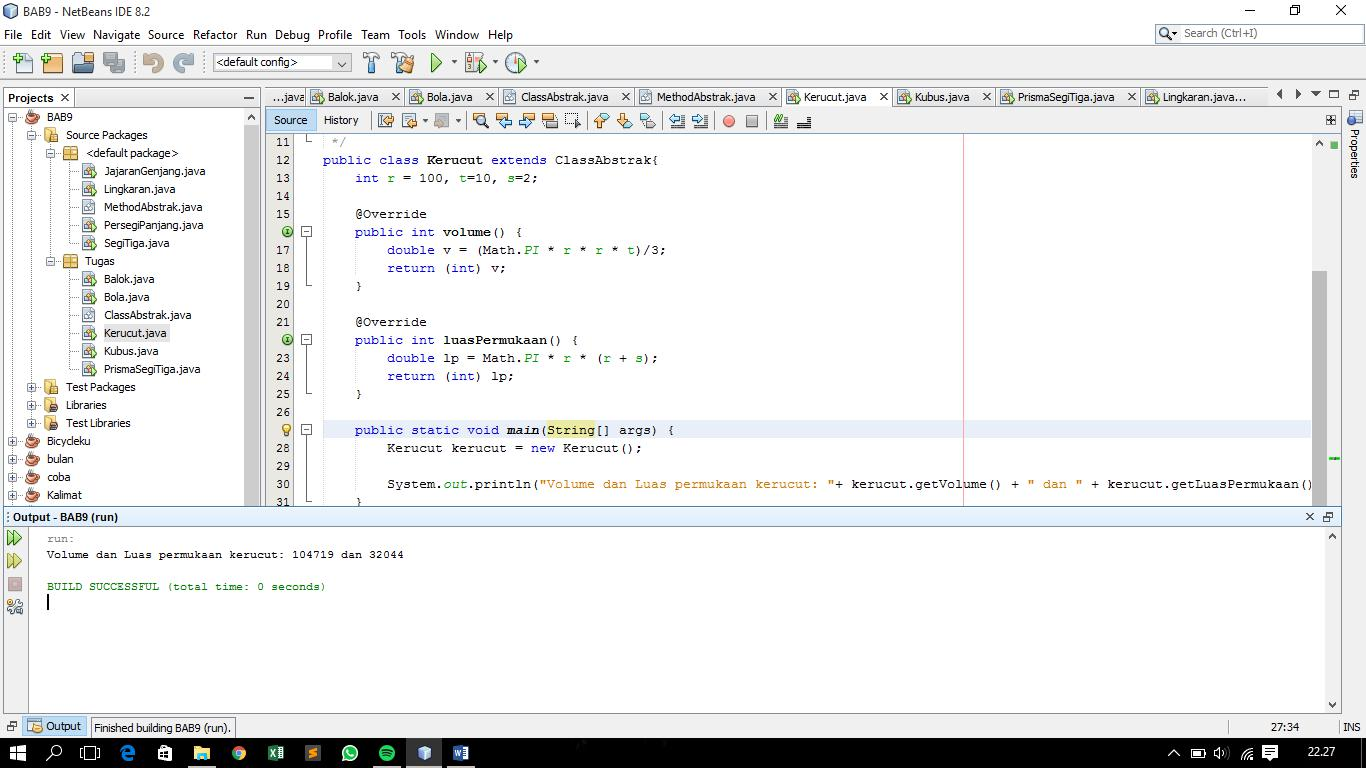 BAB9 - NetBeans IDE 8.2
File Edit View Navigate Source Refactor Run Debug Profile Team Tools Window Help
Search (Ctrl+I)
<default config>
Projects
...java Balok.java Bola.java ClassAbstrak.java MethodAbstrak.java Kerucut.java Kubus.java PrismaSegiTiga.java Lingkaran.java...
Source History
BAB9
Source Packages
<default package>
JajaranGenjang.java
Lingkaran.java
MethodAbstrak.java
PersegiPanjang.java
SegiTiga.java
Tugas
Balok.java
Bola.java
ClassAbstrak.java
Kerucut.java
Kubus.java
PrismaSegiTiga.java
Test Packages
Libraries
Test Libraries
Bicycleku
bulan
coba
Kalimat
11 */
12 public class Kerucut extends ClassAbstrak{
13 int r = 100, t=10, s=2;
14
15 @Override
public int volume() {
17 double v = (Math.PI * r * r * t)/3;
18 return (int) v;
19 }
20
21 @Override
public int luasPermukaan() {
23 double lp = Math.PI * r * (r + s);
24 return (int) lp;
25 }
26
public static void main(String[] args) {
28 Kerucut kerucut = new Kerucut();
29
30 System.out.println("Volume dan Luas permukaan kerucut: "+ kerucut.getVolume() + " dan " + kerucut.getLuasPermukaan()
31 }
Properties
Output - BAB9 (run)
run:
Volume dan Luas permukaan kerucut: 104719 dan 32044
BUILD SUCCESSFUL (total time: 0 seconds)
Output
Finished building BAB9 (run).
27:34 INS
22.27